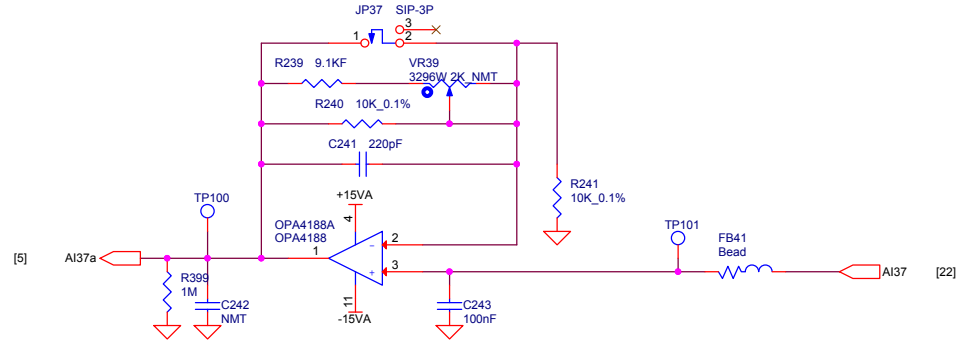 JP37 SIP-3P
3
1
2
R239 9.1KF
VR39
3296W 2K_NMT
R240 10K_0.1%
C241 220pF
R241
10K_0.1%
+15VA
TP100
OPA4188A
OPA4188
4
2
TP101
FB41
Bead
1
3
[5] AI37a
AI37 [22]
R399
1M
C242
NMT
11
-15VA
C243
100nF